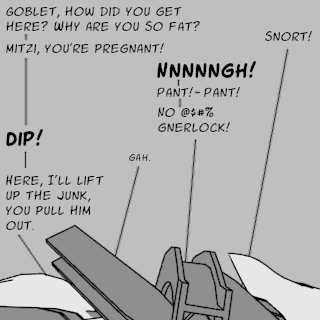 GOBLET, HOW DID YOU GET
HERE? WHY ARE YOU SO FAT?
MITZI, YOU'RE PREGNANT!
SNORT!
NNNNNGH!
PANT!-PANT!
NO @$#%
GNERLOCK!
DIP!
GAH.
HERE, I'LL LIFT
UP THE JUNK,
YOU PULL HIM
OUT.